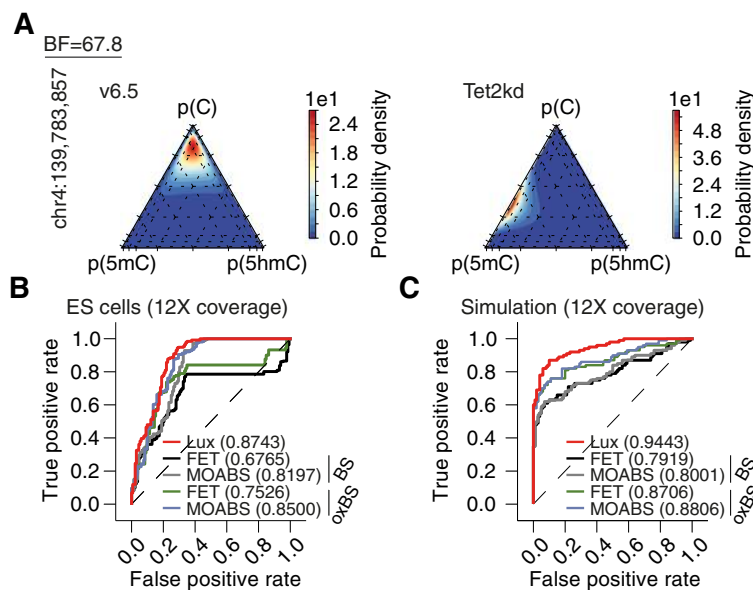 A
BF=67.8
chr4:139,783,857
v6.5
p(C)
p(5mC)
p(5hmC)
1e1
2.4
1.8
1.2
0.6
0.0
Probability density
Tet2kd
p(C)
p(5mC)
p(5hmC)
1e1
4.8
3.6
2.4
1.2
0.0
Probability density
B
ES cells (12X coverage)
True positive rate
1.0
0.8
0.6
0.4
0.2
0.0
Lux (0.8743)
FET (0.6765)
MOABS (0.8197)
BS
FET (0.7526)
MOABS (0.8500)
oxBS
0.0 0.2 0.4 0.6 0.8 1.0
False positive rate
C
Simulation (12X coverage)
True positive rate
1.0
0.8
0.6
0.4
0.2
0.0
Lux (0.9443)
FET (0.7919)
MOABS (0.8001)
BS
FET (0.8706)
MOABS (0.8806)
oxBS
0.0 0.2 0.4 0.6 0.8 1.0
False positive rate